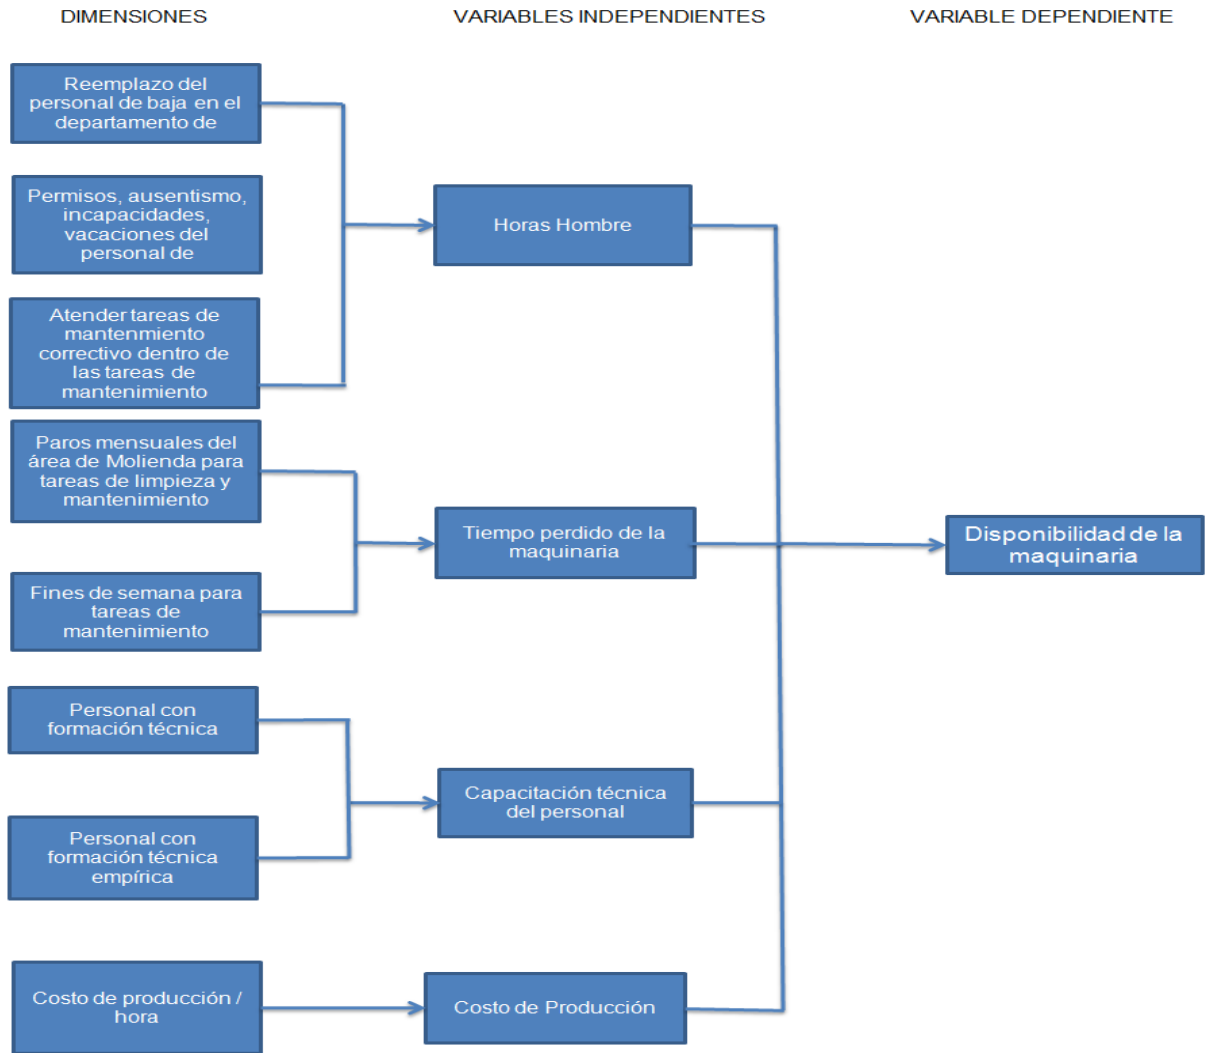 DIMENSIONES
VARIABLES INDEPENDIENTES
VARIABLE DEPENDIENTE
Reemplazo del
personal de baja en el
departamento de
Permisos, ausentismo,
incapacidades,
vacaciones del
personal de
Atender tareas de
mantenmiento
correctivo dentro de
las tareas de
mantenimiento
Paros mensuales del
área de Molienda para
tareas de limpieza y
mantenimiento
Fines de semana para
tareas de
mantenimiento
Personal con
formación técnica
Personal con
formación técnica
empírica
Costo de producción /
hora
Horas Hombre
Tiempo perdido de la
maquinaria
Capacitación técnica
del personal
Costo de Producción
Disponibilidad de la
maquinaria